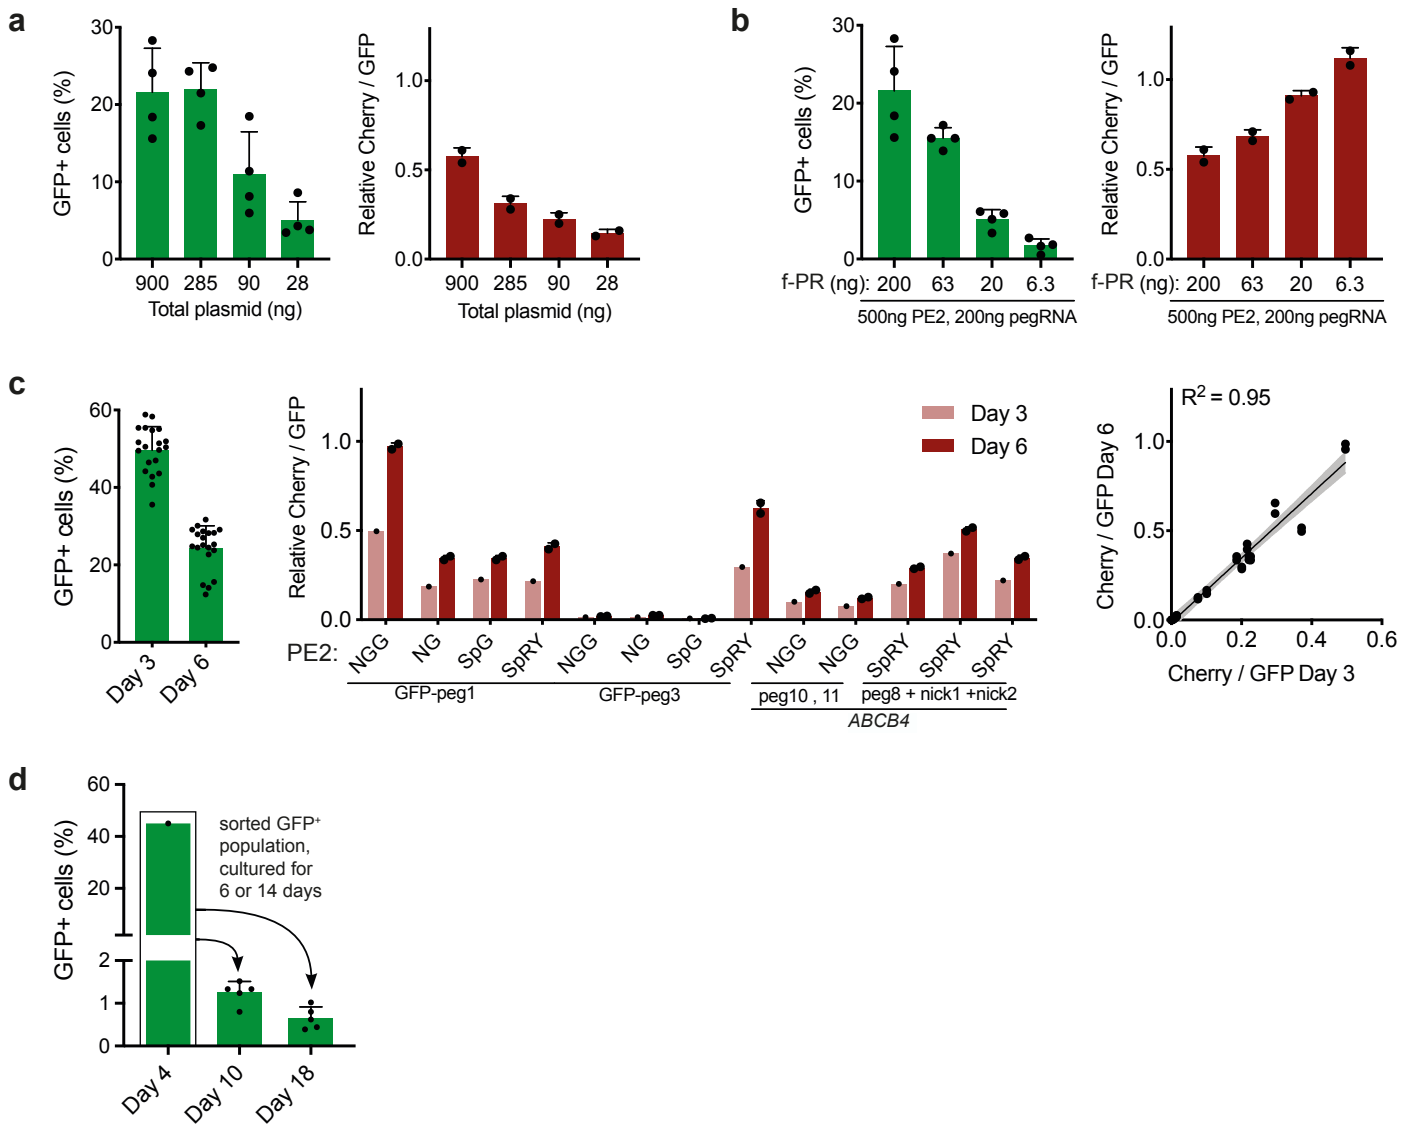 a
GFP+ cells (%)
30
20
10
0
900 285 90 28
Total plasmid (ng)
Relative Cherry / GFP
1.0
0.5
0.0
900 285 90 28
Total plasmid (ng)
b
GFP+ cells (%)
30
20
10
0
f-PR (ng): 200 63 20 6.3
500ng PE2, 200ng pegRNA
Relative Cherry / GFP
1.0
0.5
0.0
f-PR (ng): 200 63 20 6.3
500ng PE2, 200ng pegRNA
c
GFP+ cells (%)
60
40
20
0
Day 3 Day 6
Relative Cherry / GFP
1.0
0.5
0.0
Day 3
Day 6
PE2: NGG NG SpG SpRY NGG NG SpG SpRY NGG NGG SpRY SpRY SpRY
GFP-peg1 GFP-peg3 peg10 , 11 peg8 + nick1 +nick2
ABCB4
R² = 0.95
Cherry / GFP Day 6
1.0
0.5
0.0
0.0 0.2 0.4 0.6
Cherry / GFP Day 3
d
GFP+ cells (%)
60
40
20
2
1
0
sorted GFP⁺
population,
cultured for
6 or 14 days
Day 4 Day 10 Day 18